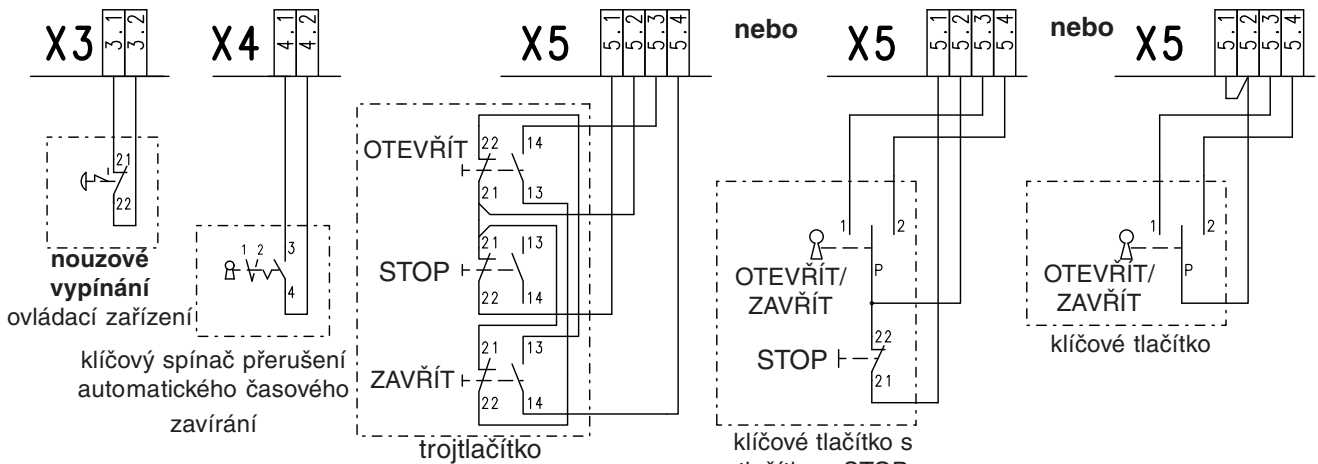 X3
3.1
3.2
21
22
nouzové
vypínání
ovládací zařízení
X4
4.1
4.2
1
2
3
4
klíčový spínač přerušení
automatického časového
zavírání
X5
5.1
5.2
5.3
5.4
OTEVŘÍT
22
14
21
13
STOP
21
13
22
14
ZAVŘÍT
21
13
22
14
trojtlačítko
nebo
X5
5.1
5.2
5.3
5.4
1
2
P
OTEVŘÍT/
ZAVŘÍT
22
STOP
21
klíčové tlačítko s
nebo
X5
5.1
5.2
5.3
5.4
1
2
P
OTEVŘÍT/
ZAVŘÍT
klíčové tlačítko